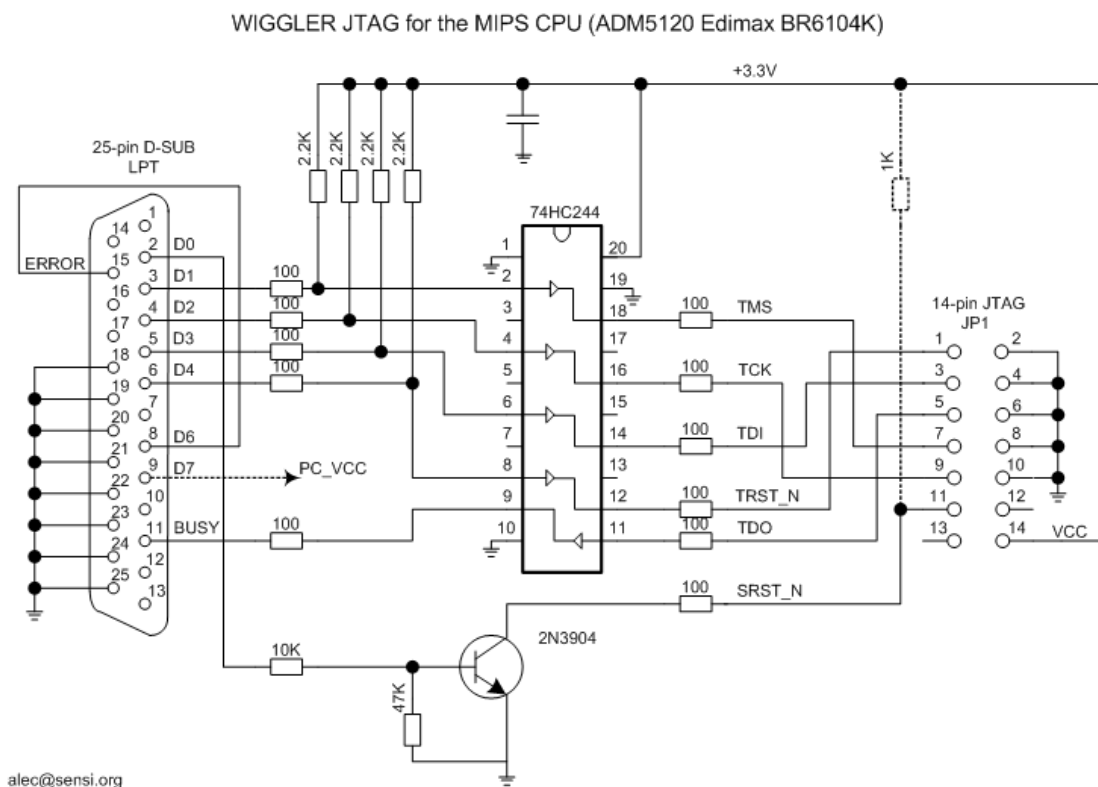 WIGGLER JTAG for the MIPS CPU (ADM5120 Edimax BR6104K)
+3.3V
25-pin D-SUB
LPT
2.2K
2.2K
2.2K
2.2K
1K
74HC244
14-pin JTAG
JP1
ERROR
1
14
2
15
3
16
4
17
5
18
6
19
7
20
8
21
9
22
10
23
11
24
12
25
13
D0
D1
D2
D3
D4
D6
D7
PC_VCC
BUSY
100
100
100
100
100
1
2
3
4
5
6
7
8
9
10
20
19
18
17
16
15
14
13
12
11
100
TMS
100
TCK
100
TDI
100
TRST_N
100
TDO
100
SRST_N
1
2
3
4
5
6
7
8
9
10
11
12
13
14
VCC
2N3904
10K
47K
alec@sensi.org